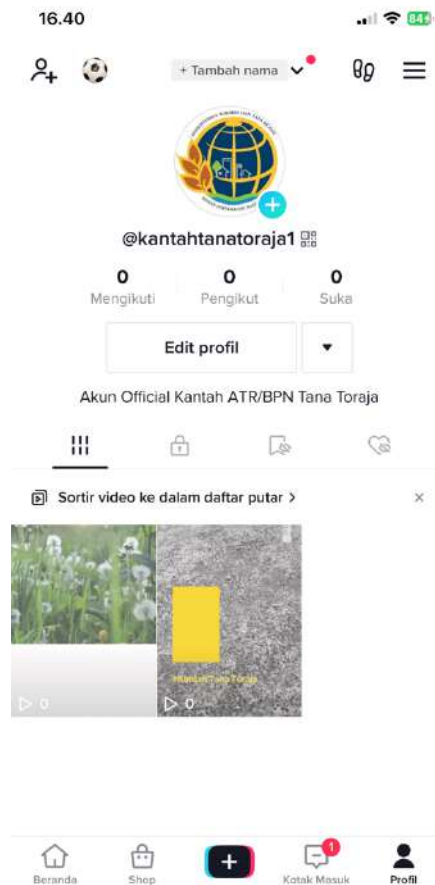 16.40
84
+ Tambah nama
@kantahtanatoraja1
0 0 0
Mengikuti Pengikut Suka
Edit profil
Akun Official Kantah ATR/BPN Tana Toraja
Sortir video ke dalam daftar putar >
#Kantah Tana Toraja
0 0
1
Beranda Shop Kotak Masuk Profil